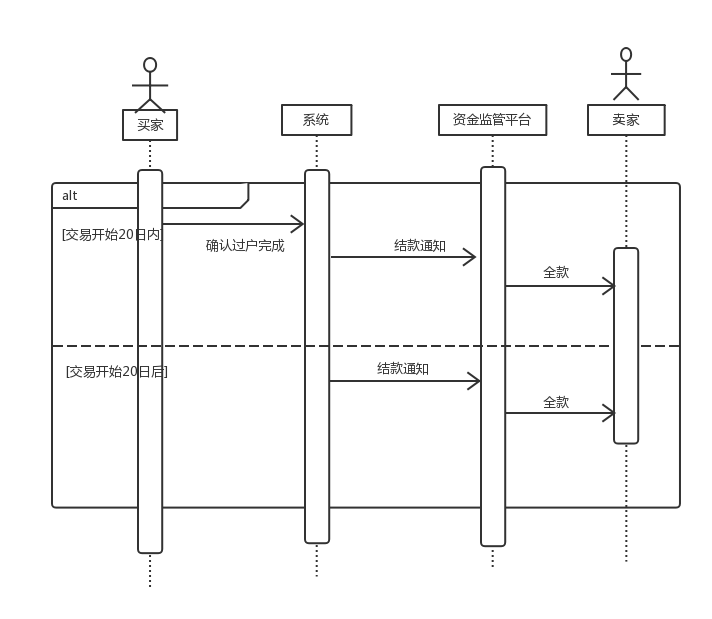 买家
系统
资金监管平台
卖家
alt
[交易开始20日内]
确认过户完成
结款通知
全款
[交易开始20日后]
结款通知
全款